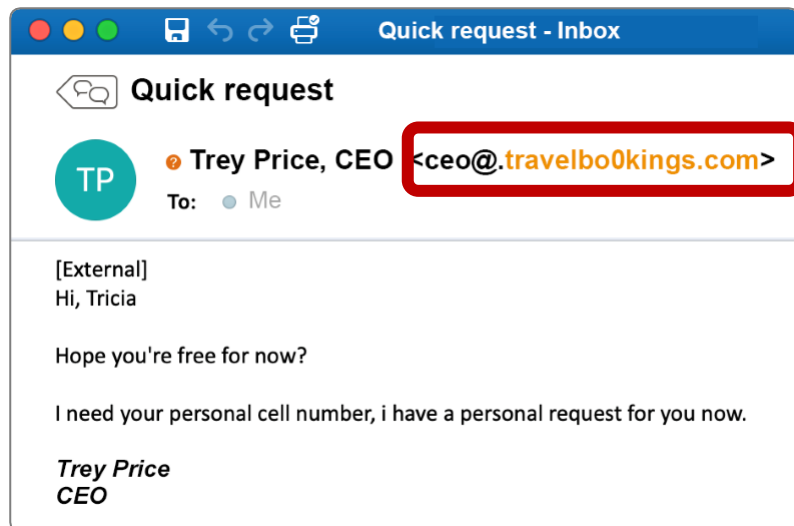 Quick request - Inbox
Quick request
TP
? Trey Price, CEO <ceo@.travelbo0kings.com>
To: Me
[External]
Hi, Tricia
Hope you're free for now?
I need your personal cell number, i have a personal request for you now.
Trey Price
CEO